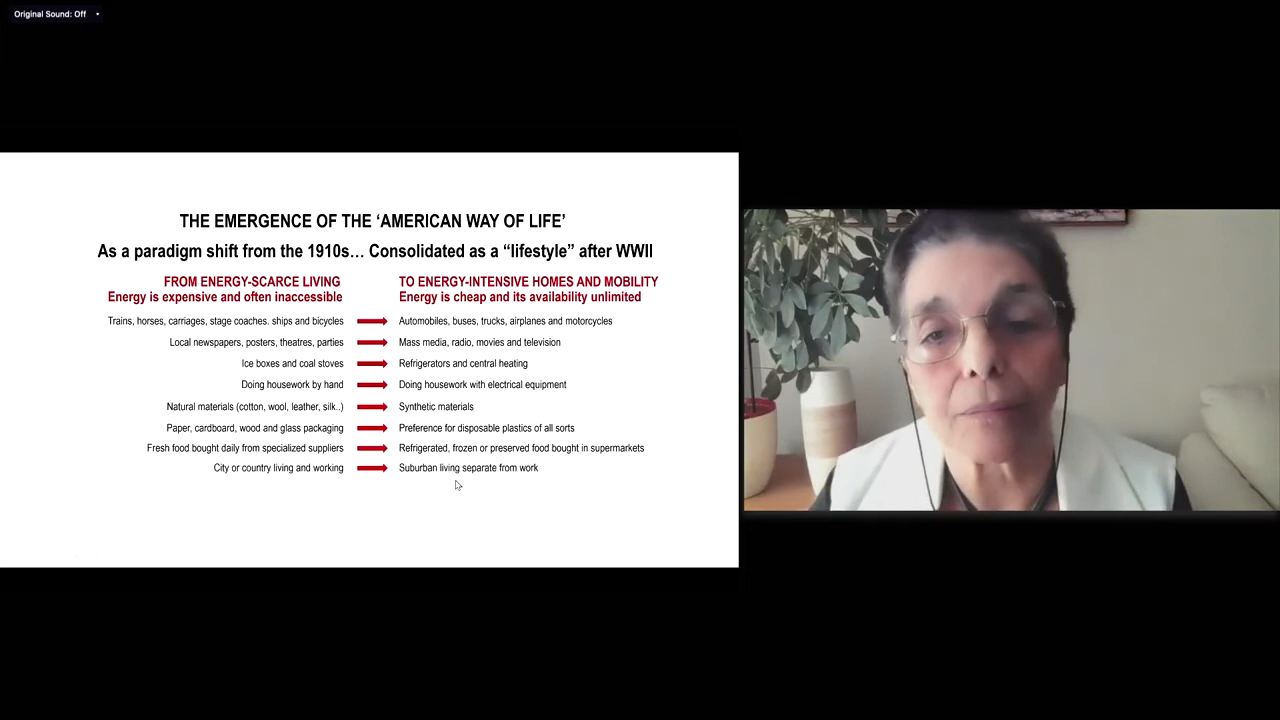 Original Sound: Off
THE EMERGENCE OF THE ‘AMERICAN WAY OF LIFE’
As a paradigm shift from the 1910s… Consolidated as a “lifestyle” after WWII
FROM ENERGY-SCARCE LIVING
Energy is expensive and often inaccessible
TO ENERGY-INTENSIVE HOMES AND MOBILITY
Energy is cheap and its availability unlimited
Trains, horses, carriages, stage coaches. ships and bicycles
Automobiles, buses, trucks, airplanes and motorcycles
Local newspapers, posters, theatres, parties
Mass media, radio, movies and television
Ice boxes and coal stoves
Refrigerators and central heating
Doing housework by hand
Doing housework with electrical equipment
Natural materials (cotton, wool, leather, silk..)
Synthetic materials
Paper, cardboard, wood and glass packaging
Preference for disposable plastics of all sorts
Fresh food bought daily from specialized suppliers
Refrigerated, frozen or preserved food bought in supermarkets
City or country living and working
Suburban living separate from work